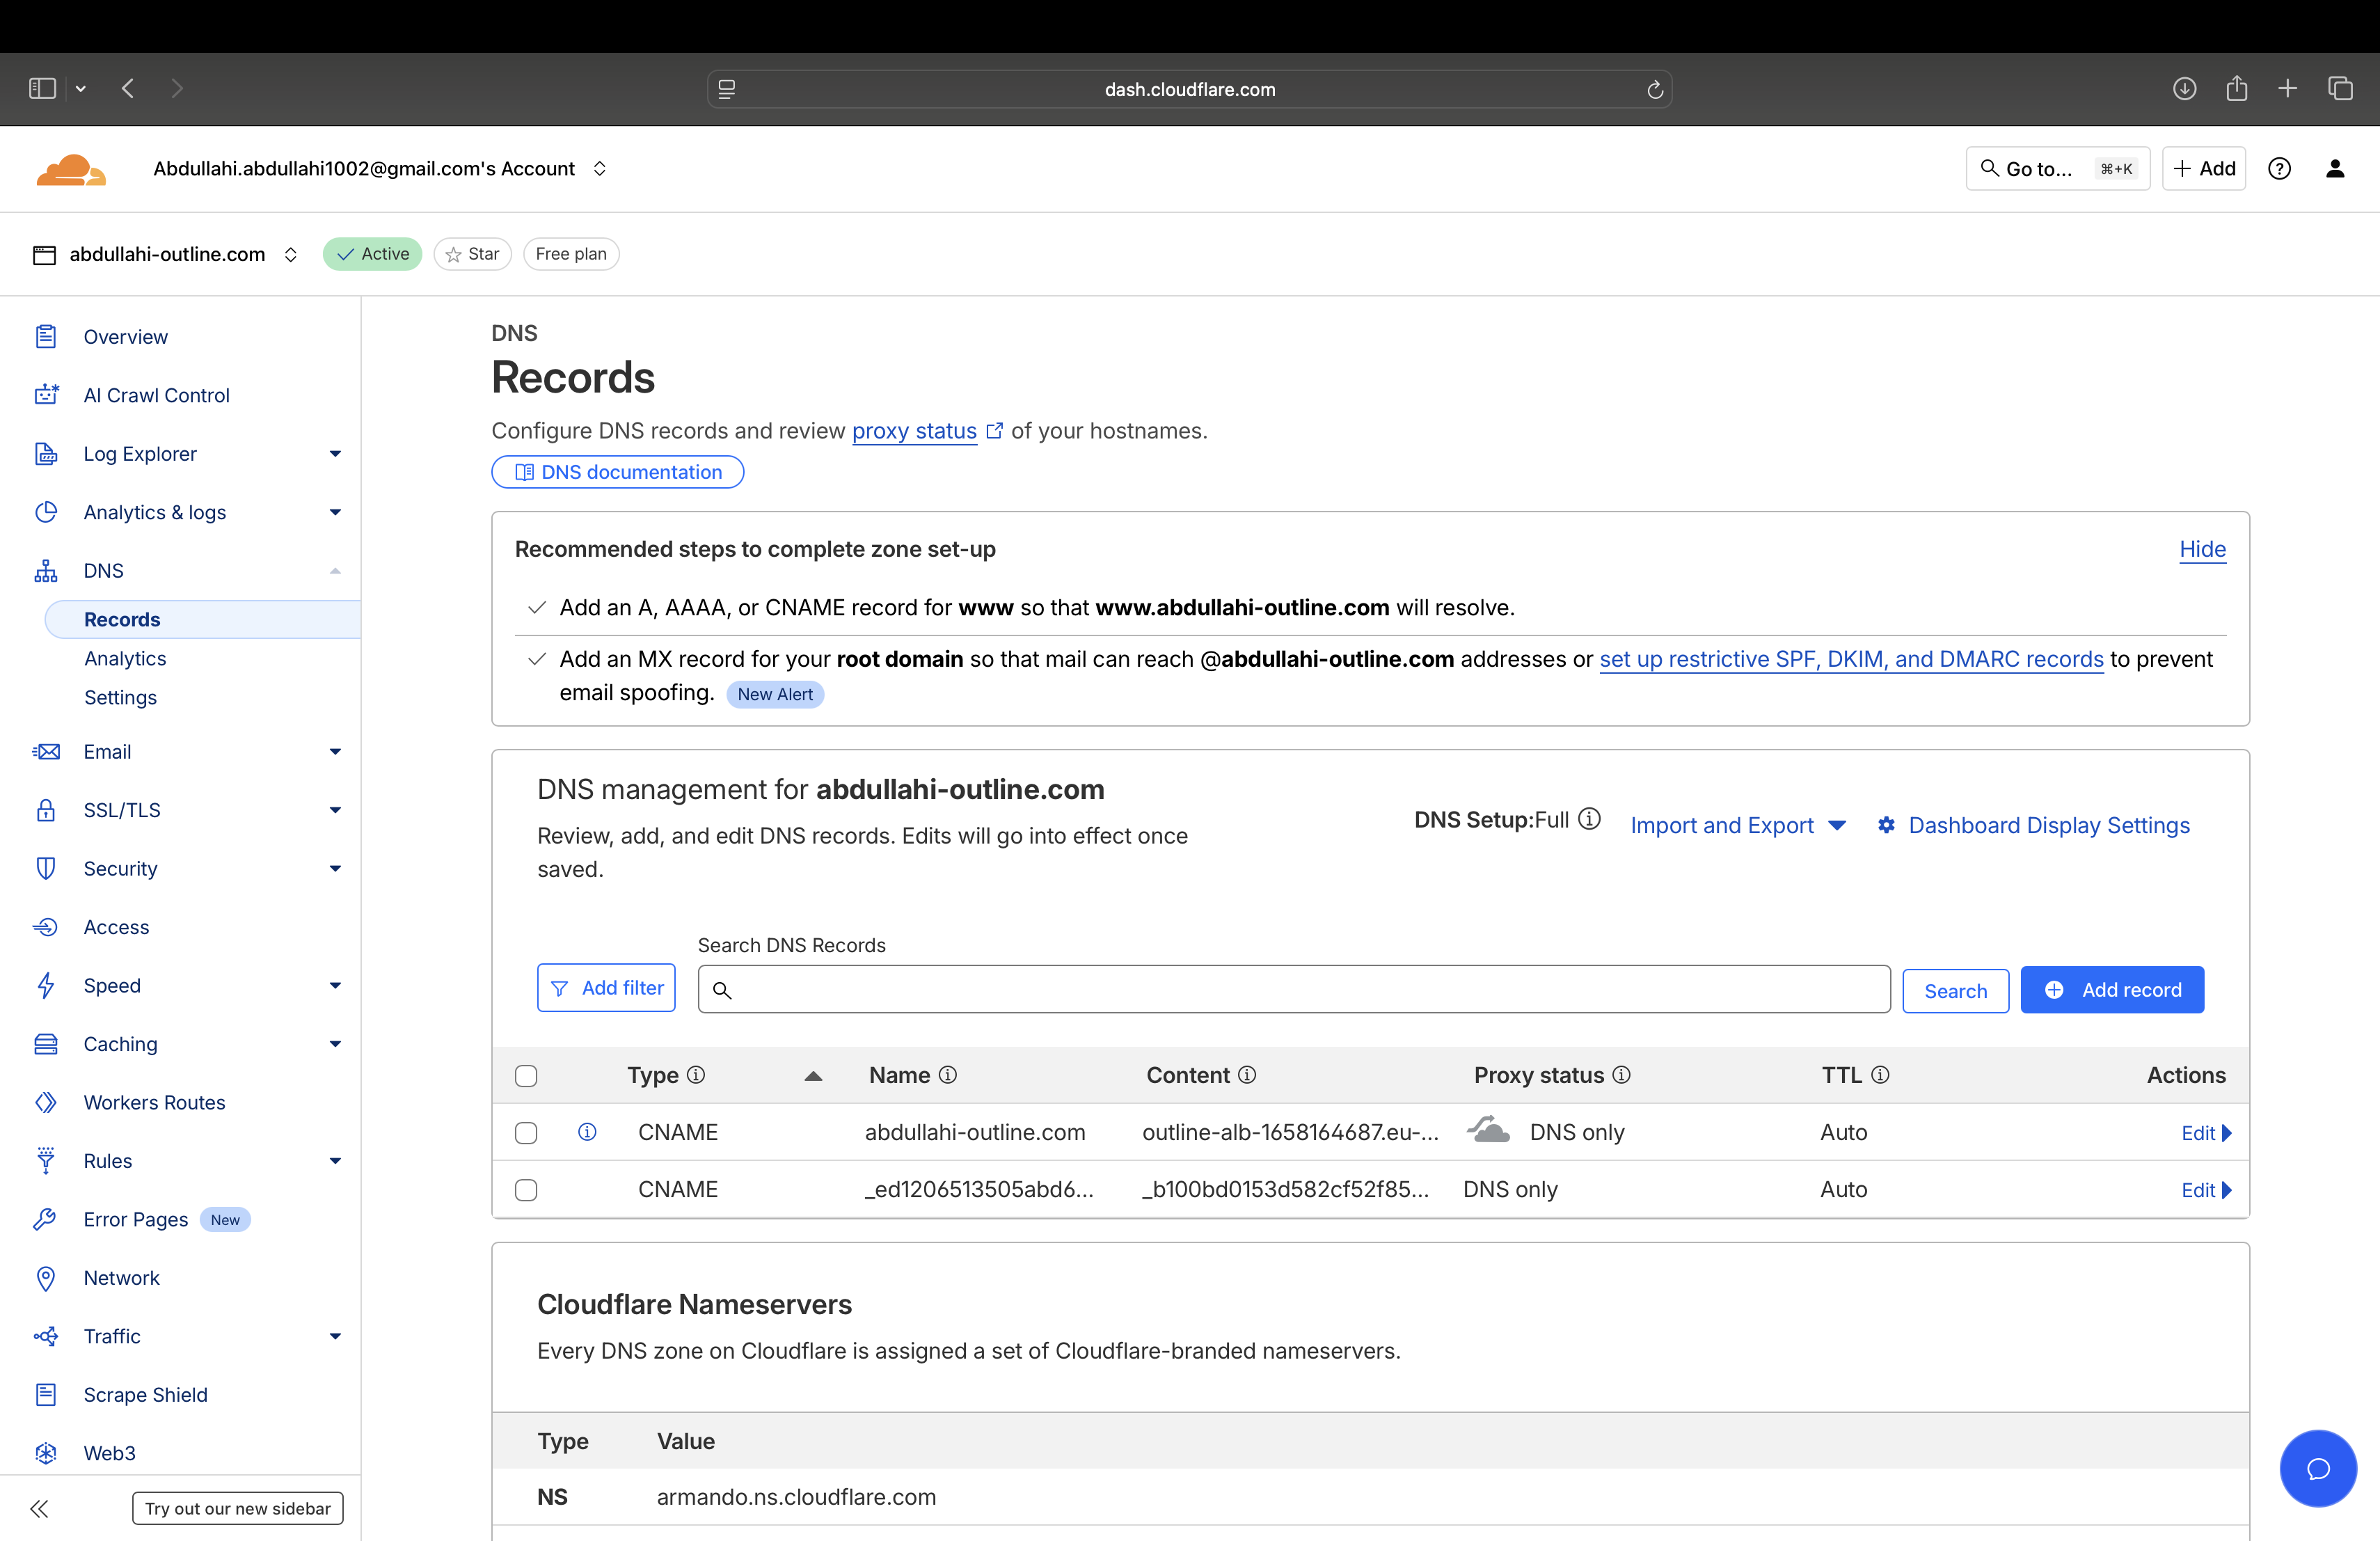 dash.cloudflare.com
Abdullahi.abdullahi1002@gmail.com's Account
Go to... ⌘+K
+ Add
abdullahi-outline.com
Active
Star
Free plan
Overview
AI Crawl Control
Log Explorer
Analytics & logs
DNS
Records
Analytics
Settings
Email
SSL/TLS
Security
Access
Speed
Caching
Workers Routes
Rules
Error Pages New
Network
Traffic
Scrape Shield
Web3
Try out our new sidebar
DNS
Records
Configure DNS records and review proxy status of your hostnames.
DNS documentation
Recommended steps to complete zone set-up
Hide
Add an A, AAAA, or CNAME record for www so that www.abdullahi-outline.com will resolve.
Add an MX record for your root domain so that mail can reach @abdullahi-outline.com addresses or set up restrictive SPF, DKIM, and DMARC records to prevent
email spoofing. New Alert
DNS management for abdullahi-outline.com
Review, add, and edit DNS records. Edits will go into effect once
saved.
DNS Setup:Full
Import and Export
Dashboard Display Settings
Search DNS Records
Add filter
Search
Add record
Type Name Content Proxy status TTL Actions
CNAME abdullahi-outline.com outline-alb-1658164687.eu-... DNS only Auto Edit
CNAME _ed1206513505abd6... _b100bd0153d582cf52f85... DNS only Auto Edit
Cloudflare Nameservers
Every DNS zone on Cloudflare is assigned a set of Cloudflare-branded nameservers.
Type Value
NS armando.ns.cloudflare.com